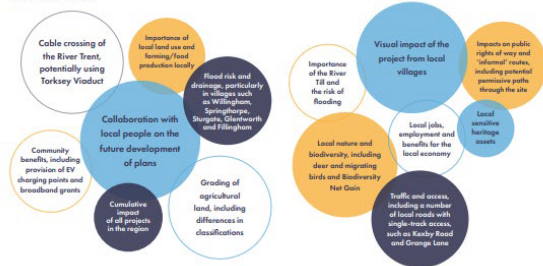 Cable crossing of
the River Trent,
potentially using
Torksey Viaduct
Importance of
local land use and
farming/food
production locally
Flood risk and
drainage, particularly
in villages such
as Willingham,
Springthorpe,
Sturgate, Glentworth
and Fillingham
Collaboration with
local people on the
future development
of plans
Community
benefits, including
provision of EV
charging points and
broadband grants
Cumulative
impact
of all projects
in the region
Grading of
agricultural
land, including
differences in
classifications
Visual impact of the
project from local
villages
Impacts on public
rights of way and
'informal' routes,
including potential
permissive paths
through the site
Importance
of the River
Till and
the risk of
flooding
Local jobs,
employment and
benefits for the
local economy
Local
sensitive
heritage
assets
Local nature and
biodiversity, including
deer and migrating
birds and Biodiversity
Net Gain
Traffic and access,
including a number
of local roads with
single-track access,
such as Kexby Road
and Grange Lane